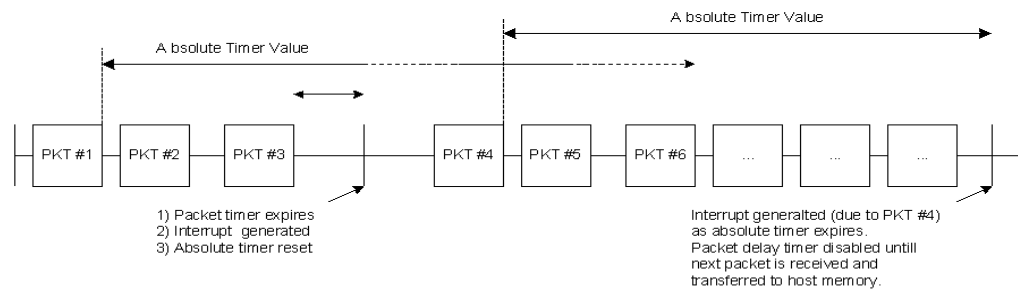 A bsolute Timer Value
A bsolute Timer Value
PKT #1
PKT #2
PKT #3
PKT #4
PKT #5
PKT #6
...
...
...
1) Packet timer expires
2) Interrupt generated
3) Absolute timer reset
Interrupt generalted (due to PKT #4)
as absolute timer expires.
Packet delay timer disabled untill
next packet is received and
transferred to host memory.